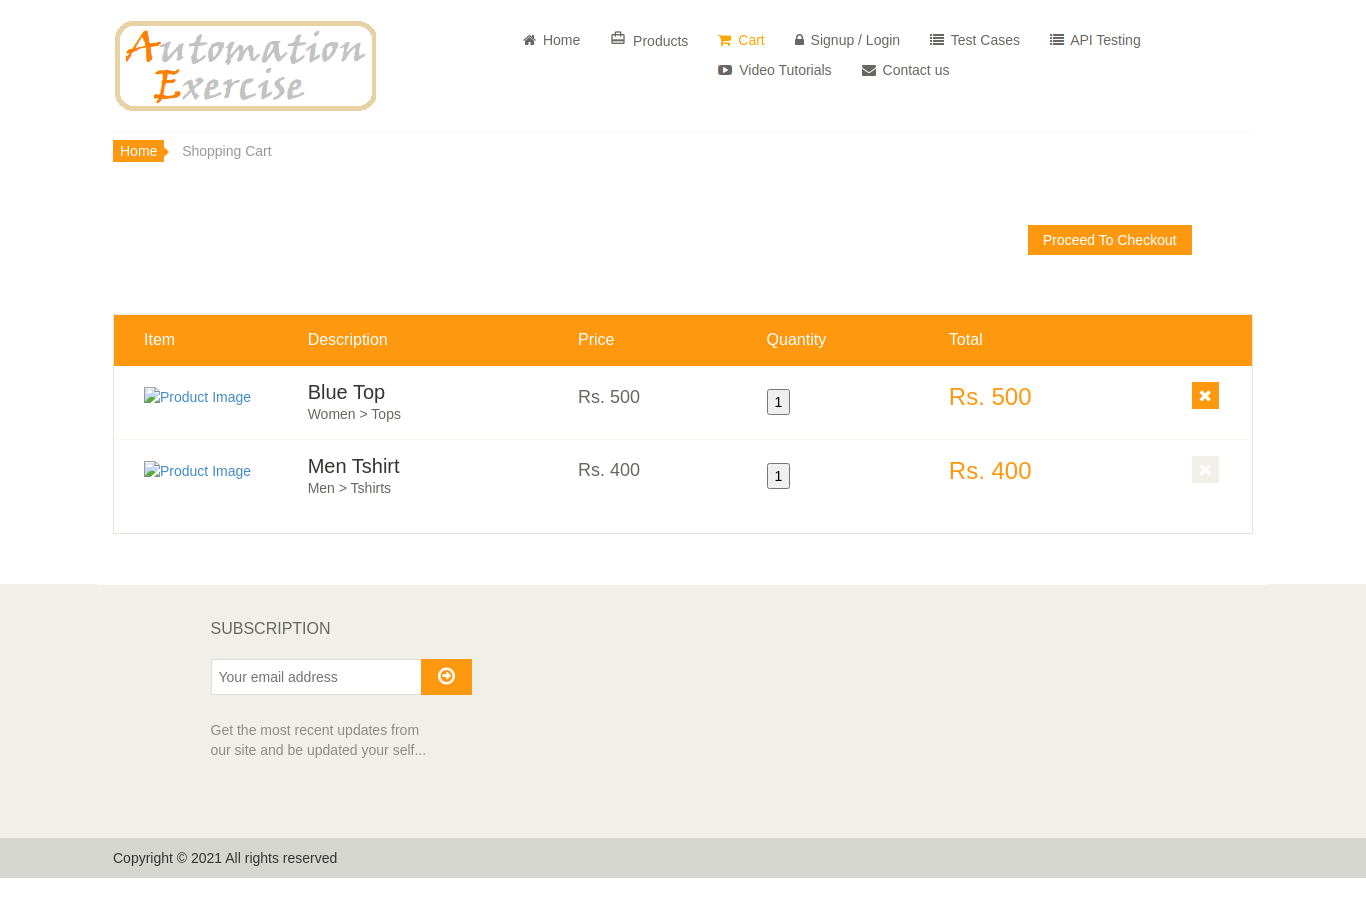 Automation
Exercise
Home
Products
Cart
Signup / Login
Test Cases
API Testing
Video Tutorials
Contact us
Home
Shopping Cart
Proceed To Checkout
Item Description Price Quantity Total
Product Image Blue Top Rs. 500 1 Rs. 500
Women > Tops
Product Image Men Tshirt Rs. 400 1 Rs. 400
Men > Tshirts
SUBSCRIPTION
Your email address
Get the most recent updates from
our site and be updated your self...
Copyright © 2021 All rights reserved